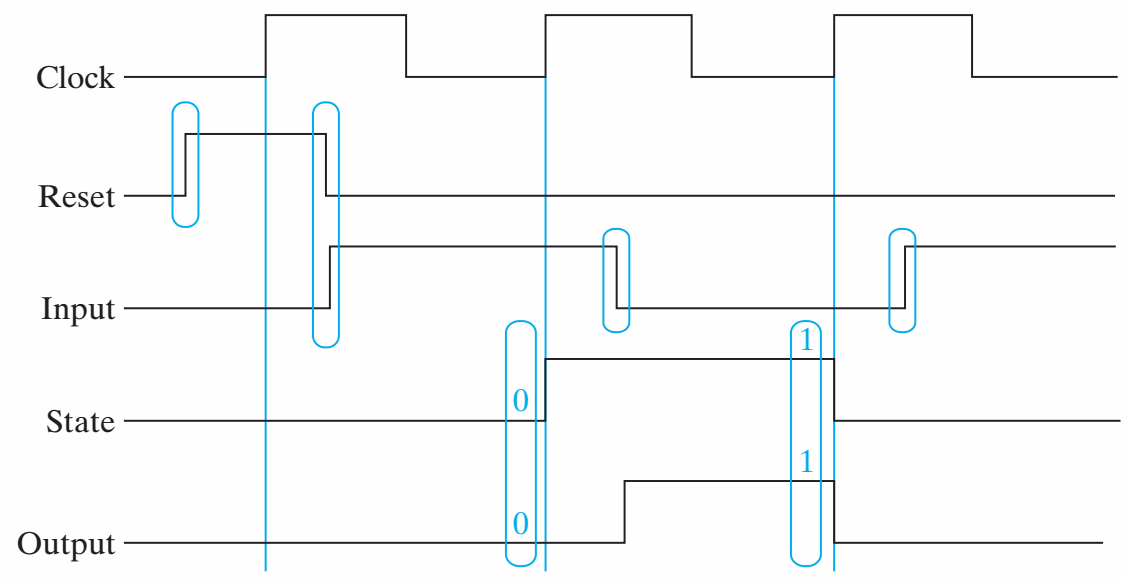 Clock
Reset
Input
1
0
State
1
0
Output